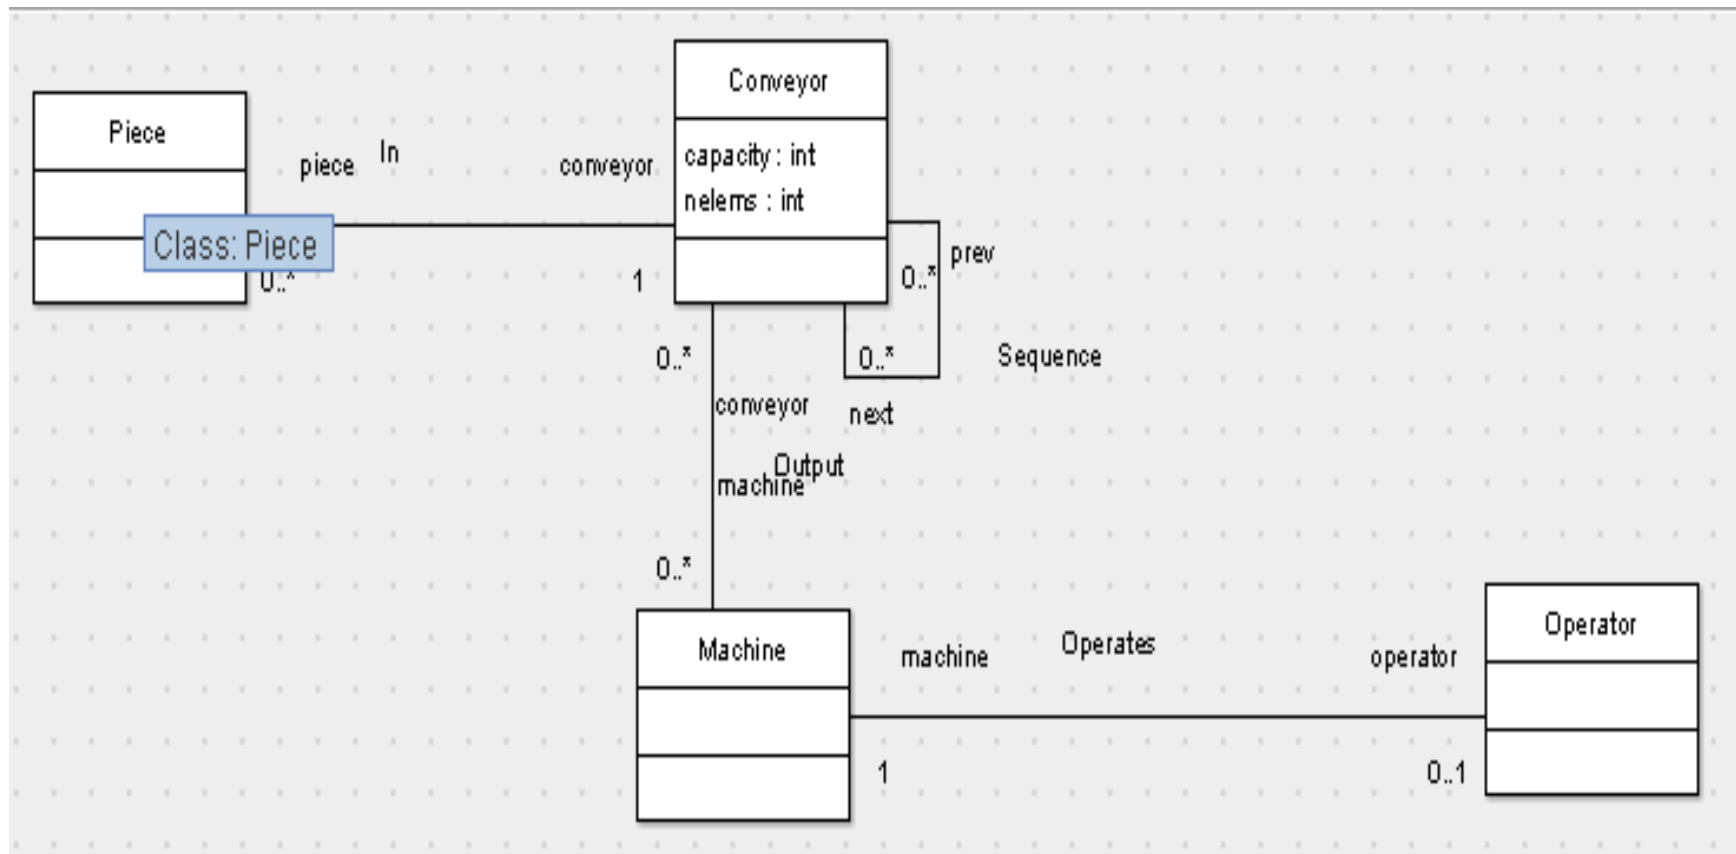 Conveyor
Piece
capacity : int
nelems : int
piece
In
conveyor
Class: Piece
0..*
1
0..*
prev
0..*
0..*
Sequence
conveyor
next
Output
machine
0..*
Machine
machine
Operates
operator
Operator
1
0..1